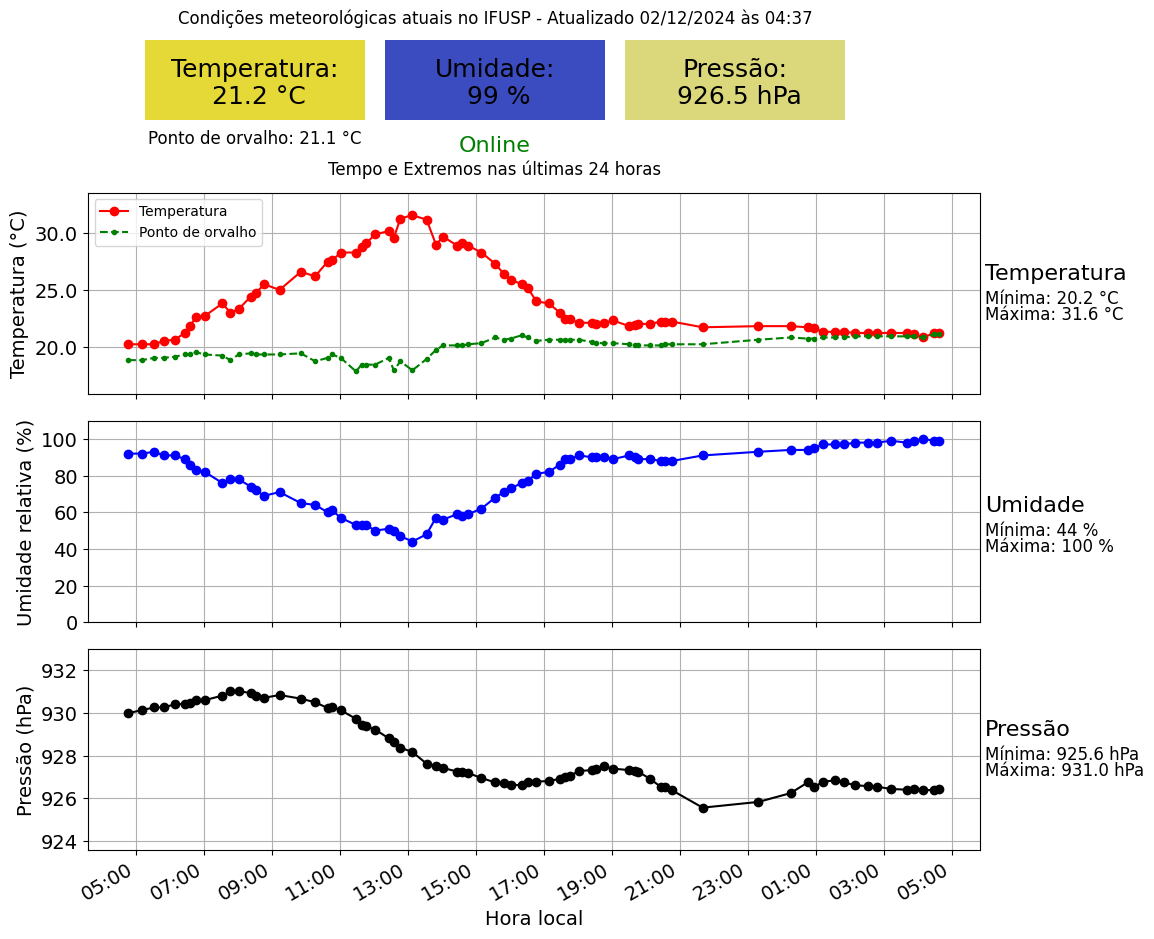 Condições meteorológicas atuais no IFUSP - Atualizado 02/12/2024 às 04:37
Temperatura:
21.2 °C
Umidade:
99 %
Pressão:
926.5 hPa
Ponto de orvalho: 21.1 °C
Online
Tempo e Extremos nas últimas 24 horas
Temperatura (°C)
30.0
25.0
20.0
Temperatura
Ponto de orvalho
Temperatura
Mínima: 20.2 °C
Máxima: 31.6 °C
Umidade relativa (%)
100
80
60
40
20
0
Umidade
Mínima: 44 %
Máxima: 100 %
Pressão (hPa)
932
930
928
926
924
Pressão
Mínima: 925.6 hPa
Máxima: 931.0 hPa
05:00 07:00 09:00 11:00 13:00 15:00 17:00 19:00 21:00 23:00 01:00 03:00 05:00
Hora local